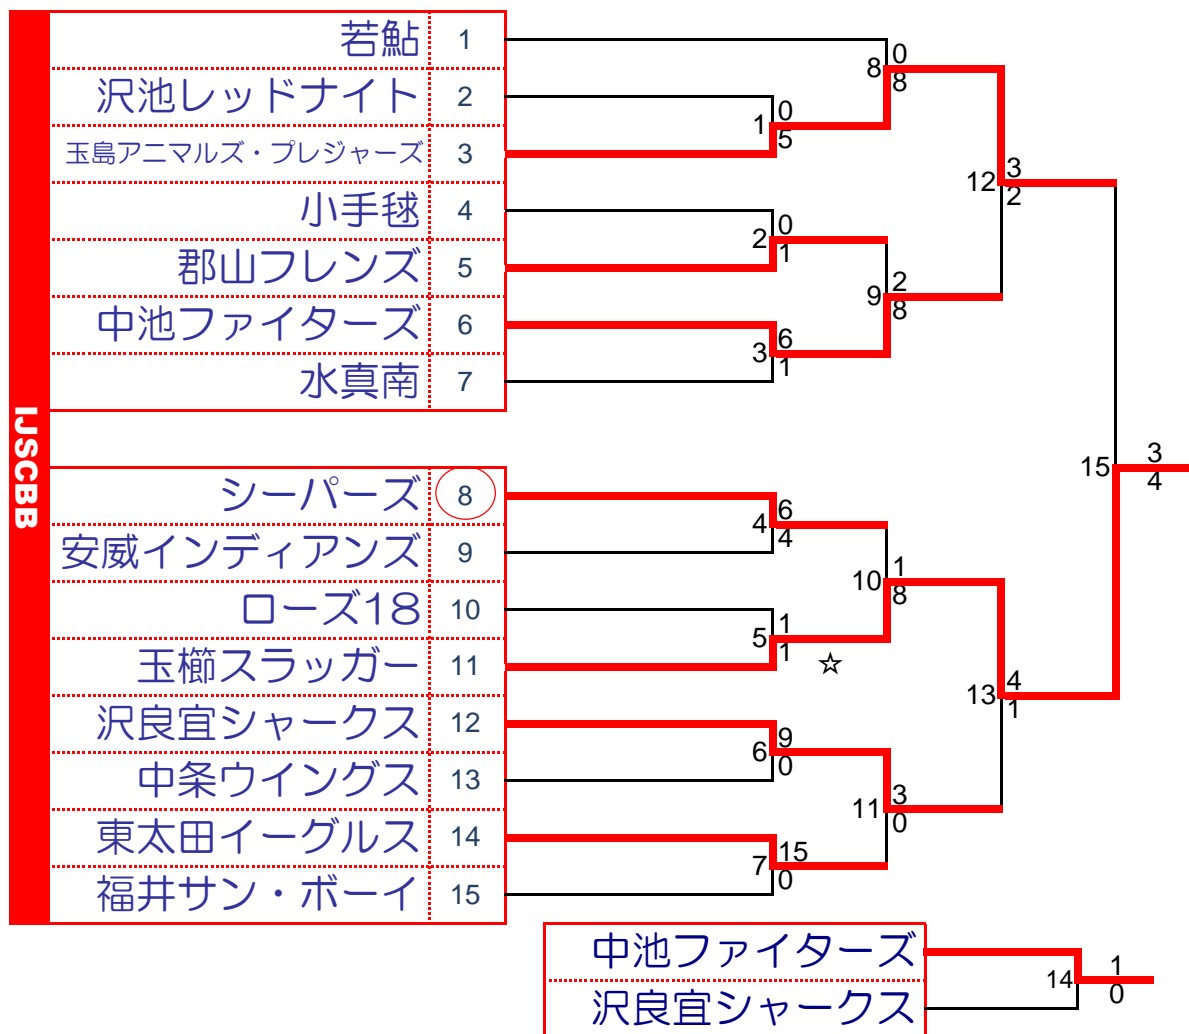 若鮎 1
沢池レッドナイト 2
玉島アニマルズ・プレジャーズ 3
小手毬 4
郡山フレンズ 5
中池ファイターズ 6
水真南 7
IJSCBB
シーパーズ 8
安威インディアンズ 9
ローズ18 10
玉櫛スラッガー 11
沢良宜シャークス 12
中条ウイングス 13
東太田イーグルス 14
福井サン・ボーイ 15
1 0
5
2 0
1
3 6
1
4 6
4
5 1
1
☆
6 9
0
7 15
0
8 0
8
9 2
8
10 1
8
11 3
0
12 3
2
13 4
1
15 3
4
中池ファイターズ
沢良宜シャークス
14 1
0